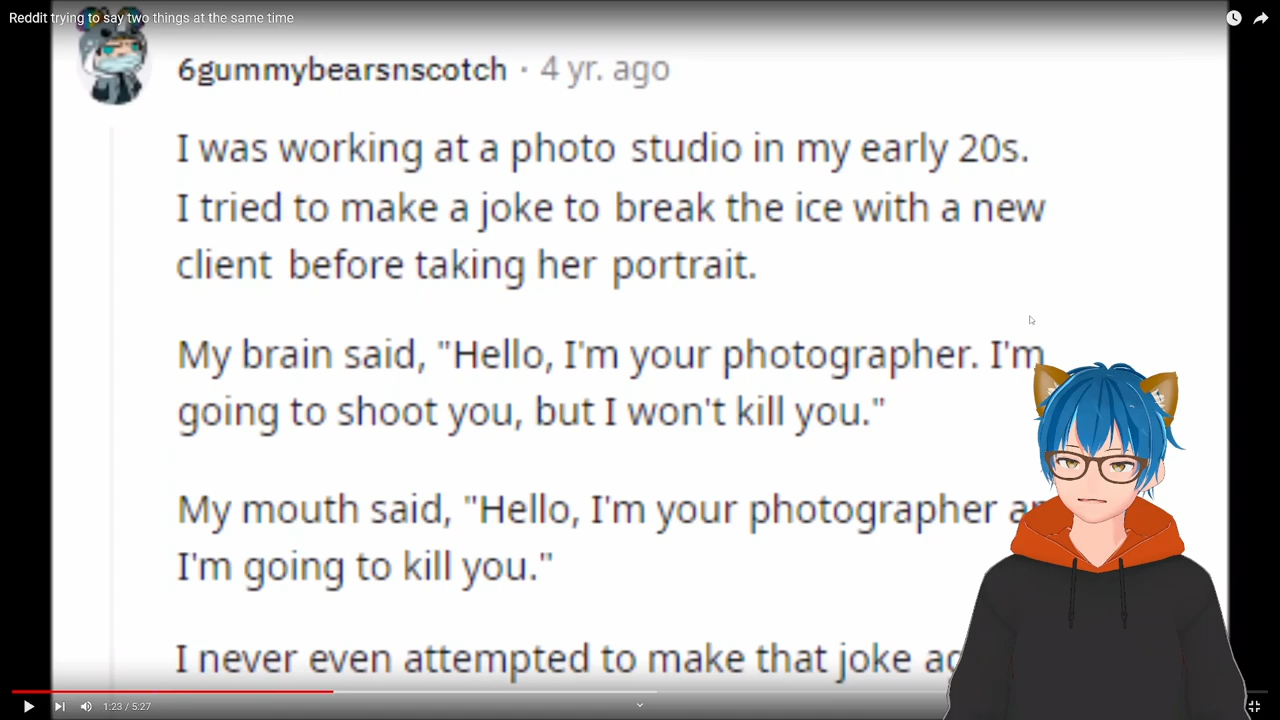 Reddit trying to say two things at the same time
6gummybearsnscotch · 4 yr. ago
I was working at a photo studio in my early 20s.
I tried to make a joke to break the ice with a new
client before taking her portrait.
My brain said, "Hello, I'm your photographer. I'm
going to shoot you, but I won't kill you."
My mouth said, "Hello, I'm your photographer
I'm going to kill you."
I never even attempted to make that joke
1:23 / 5:27